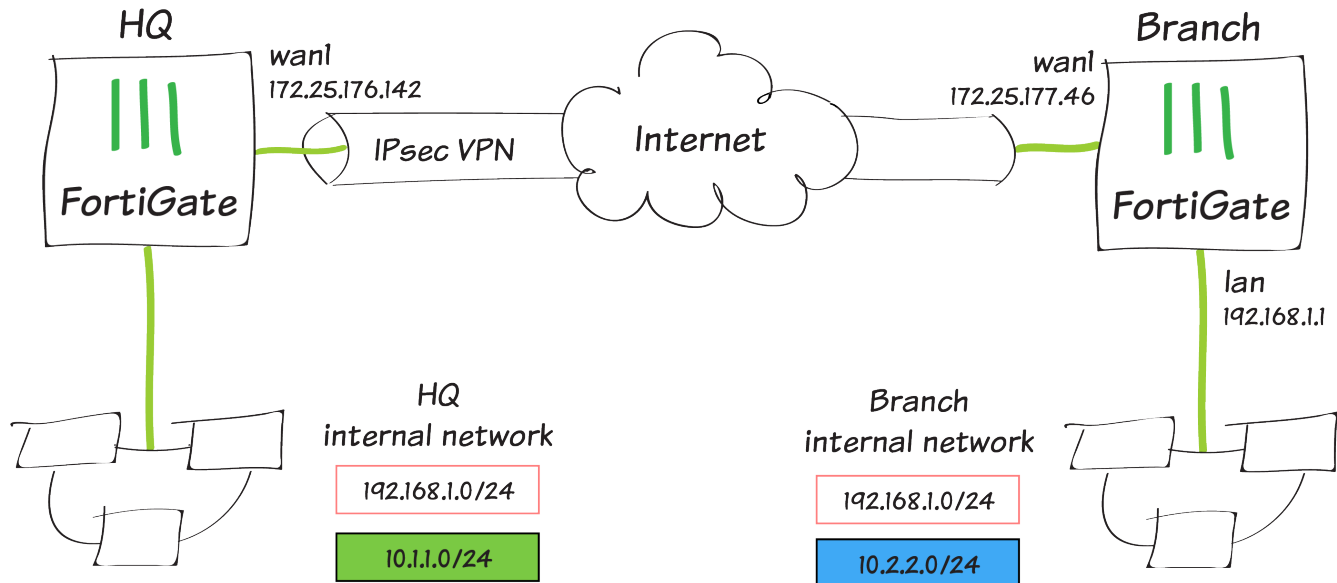 HQ
wan1
172.25.176.142
FortiGate
IPsec VPN
Internet
Branch
wan1
172.25.177.46
FortiGate
lan
192.168.1.1
HQ
internal network
192.168.1.0/24
10.1.1.0/24
Branch
internal network
192.168.1.0/24
10.2.2.0/24